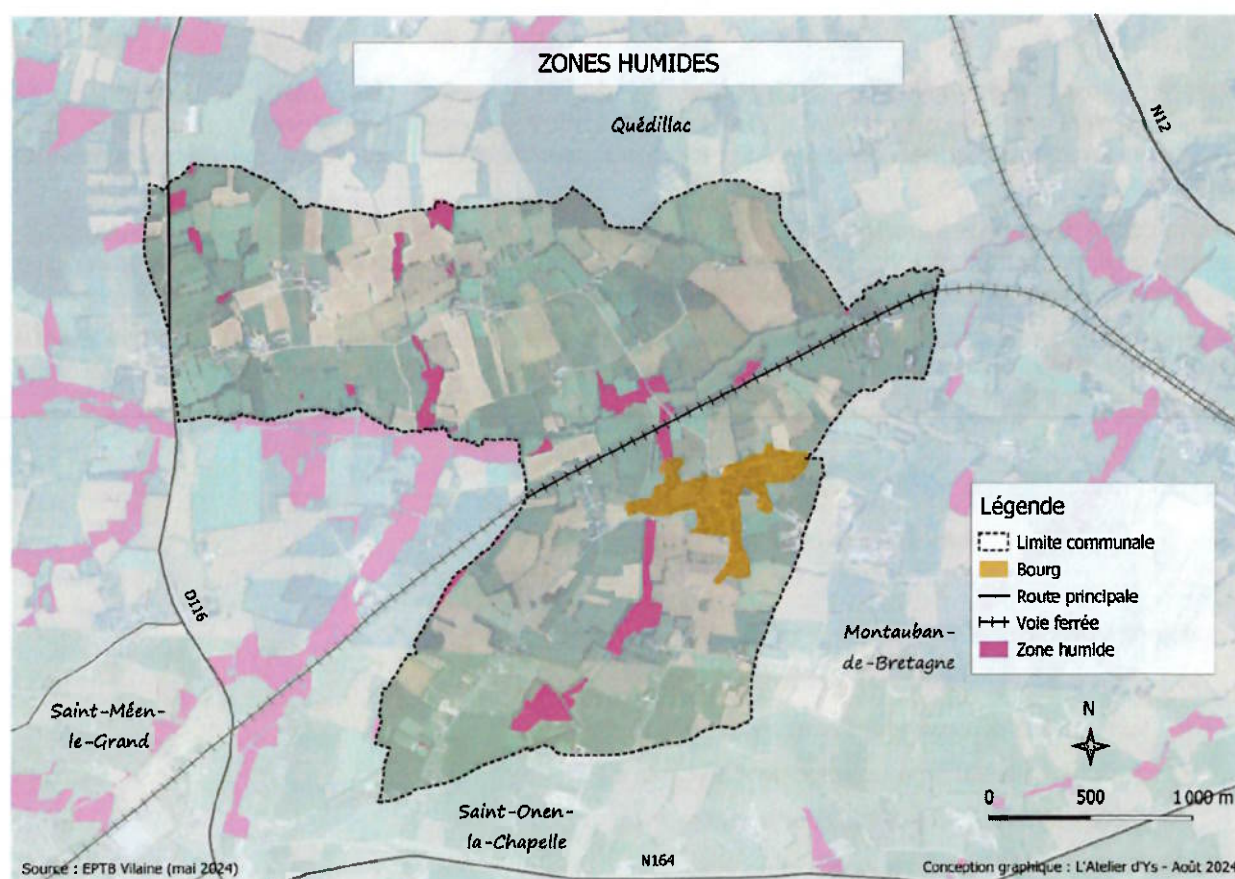 ZONES HUMIDES
Quédillac
N12
D116
Légende
Limite communale
Bourg
Route principale
Voie ferrée
Zone humide
Montauban-
de-Bretagne
Saint-Méen-
le-Grand
N
Saint-Onen-
la-Chapelle
0 500 1000 m
N164
Source : EPTB Vilaine (mai 2024)
Conception graphique : L'Atelier d'Ys - Août 2024